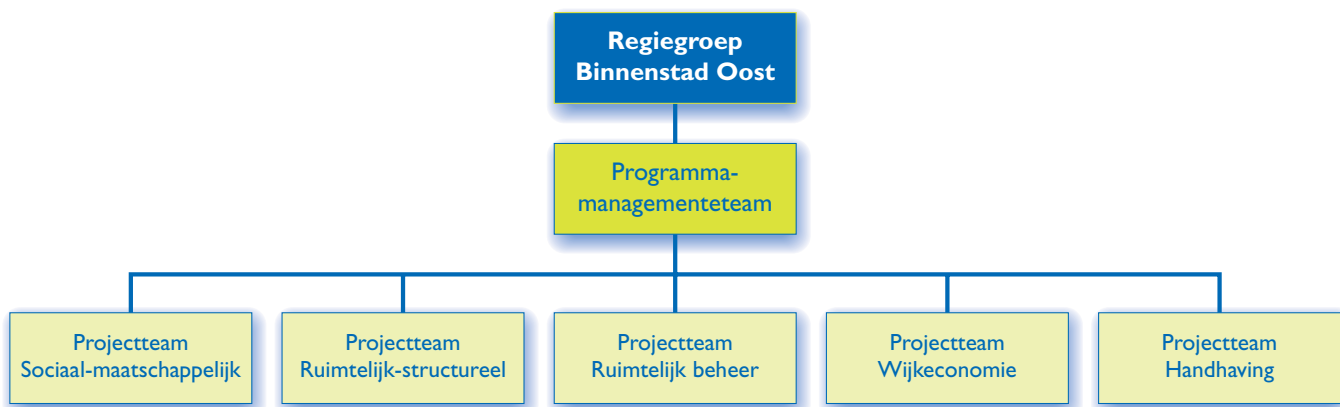 Regiegroep
Binnenstad Oost
Programma-
managementeteam
Projectteam
Sociaal-maatschappelijk
Projectteam
Ruimtelijk-structureel
Projectteam
Ruimtelijk beheer
Projectteam
Wijkeconomie
Projectteam
Handhaving